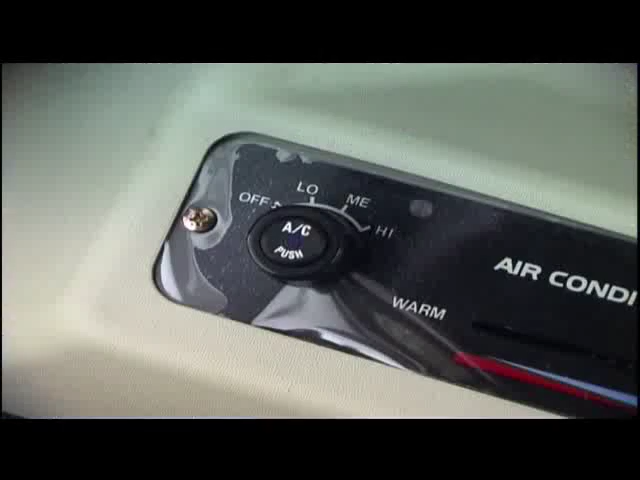 OFF LO ME HI
A/C
PUSH
AIR CONDI
WARM